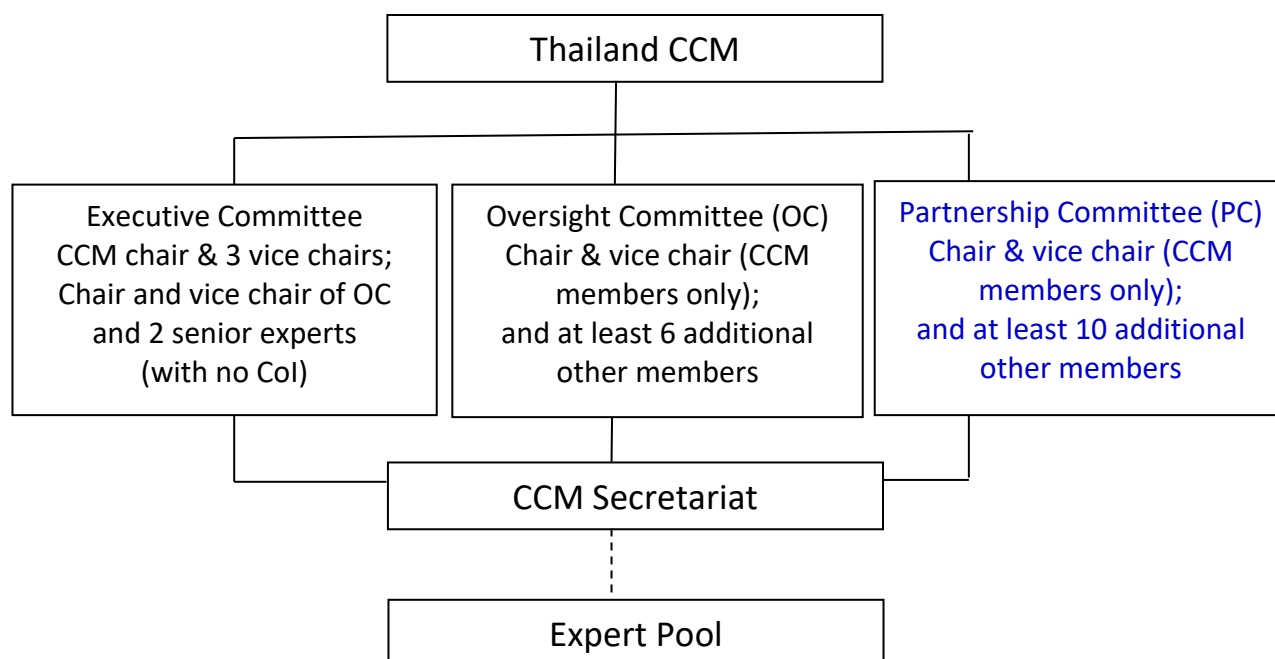 Thailand CCM
Executive Committee
CCM chair & 3 vice chairs;
Chair and vice chair of OC
and 2 senior experts
(with no CoI)
Oversight Committee (OC)
Chair & vice chair (CCM
members only);
and at least 6 additional
other members
Partnership Committee (PC)
Chair & vice chair (CCM
members only);
and at least 10 additional
other members
CCM Secretariat
Expert Pool